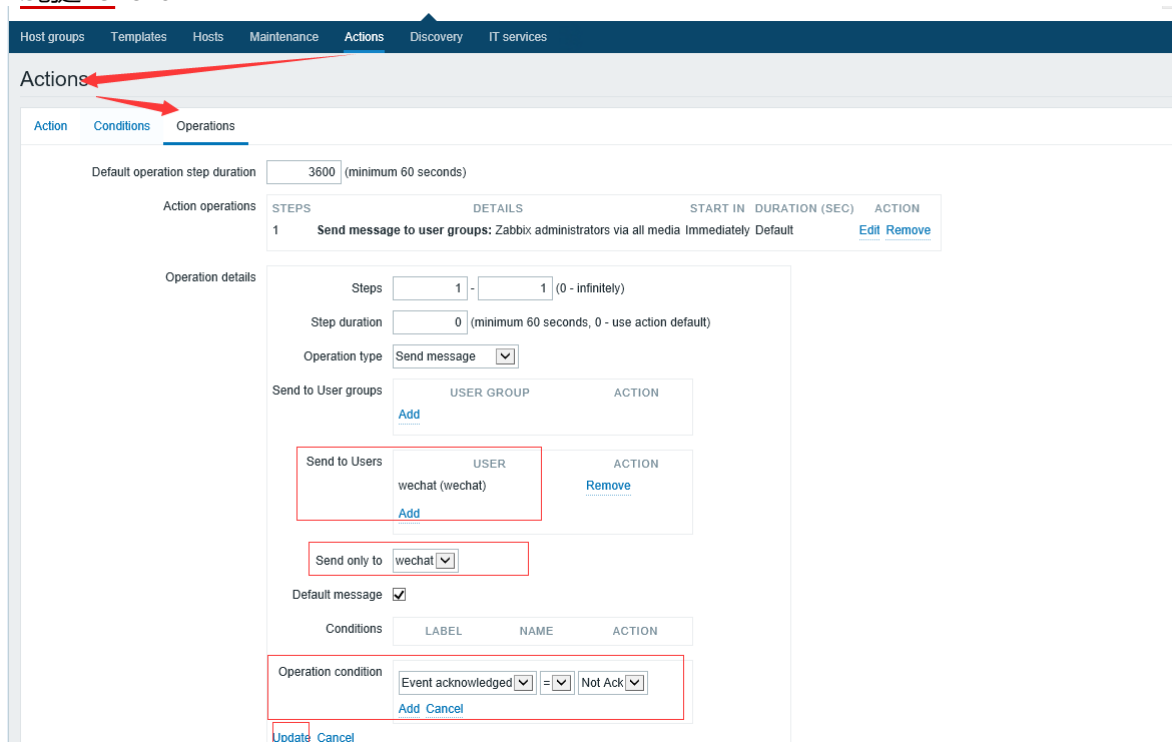 Host groups Templates Hosts Maintenance Actions Discovery IT services
Actions
Action Conditions Operations
Default operation step duration 3600 (minimum 60 seconds)
Action operations STEPS DETAILS START IN DURATION (SEC) ACTION
1 Send message to user groups: Zabbix administrators via all media Immediately Default Edit Remove
Operation details
Steps 1 - 1 (0 - infinitely)
Step duration 0 (minimum 60 seconds, 0 - use action default)
Operation type Send message
Send to User groups USER GROUP ACTION
Add
Send to Users USER ACTION
wechat (wechat) Remove
Add
Send only to wechat
Default message
Conditions LABEL NAME ACTION
Operation condition
Event acknowledged = Not Ack
Add Cancel
Update Cancel